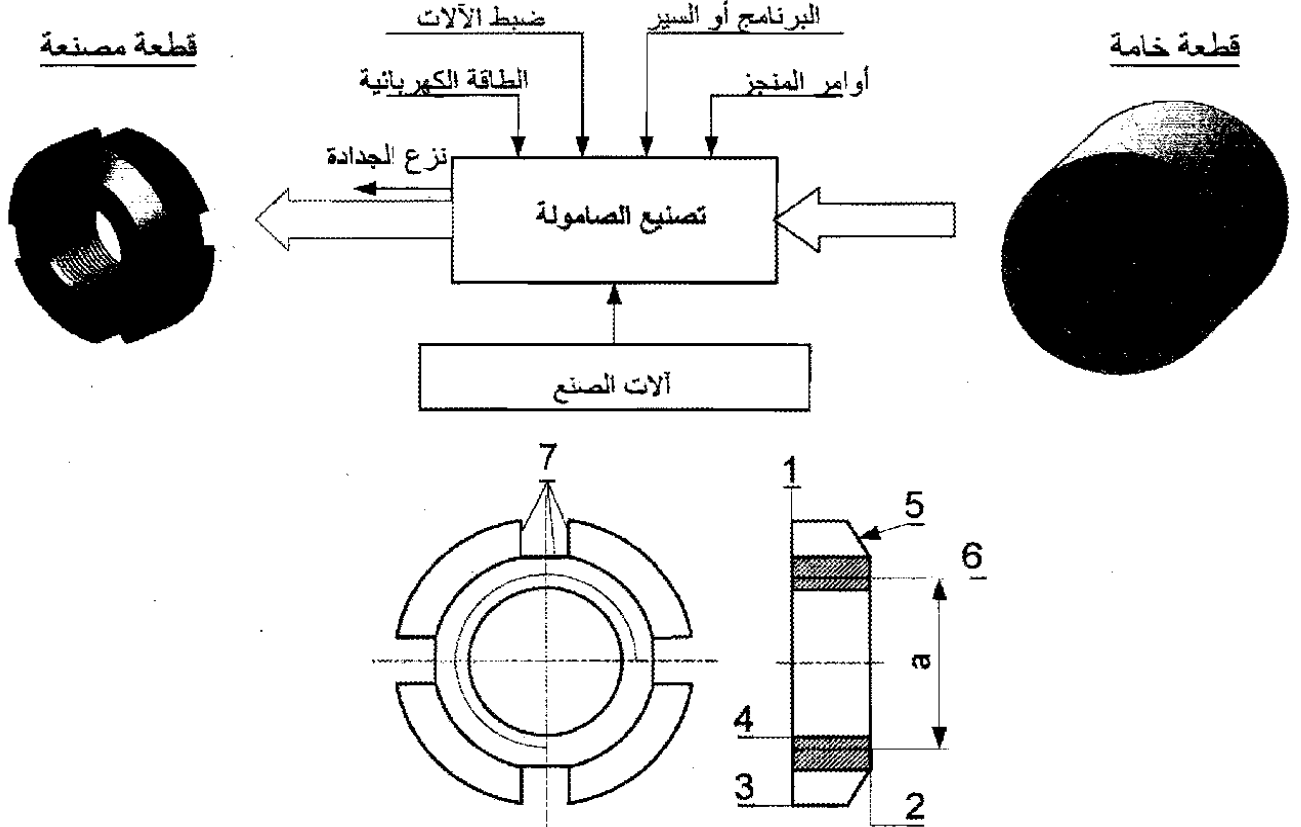 قطعة خامة
البرنامج أو السير
ضبط الآلات
قطعة مصنعة
أوامر المنجز
الطاقة الكهربائية
نزع الجدادة
تصنيع الصامولة
آلات الصنع
7
1
5
6
a
4
3
2